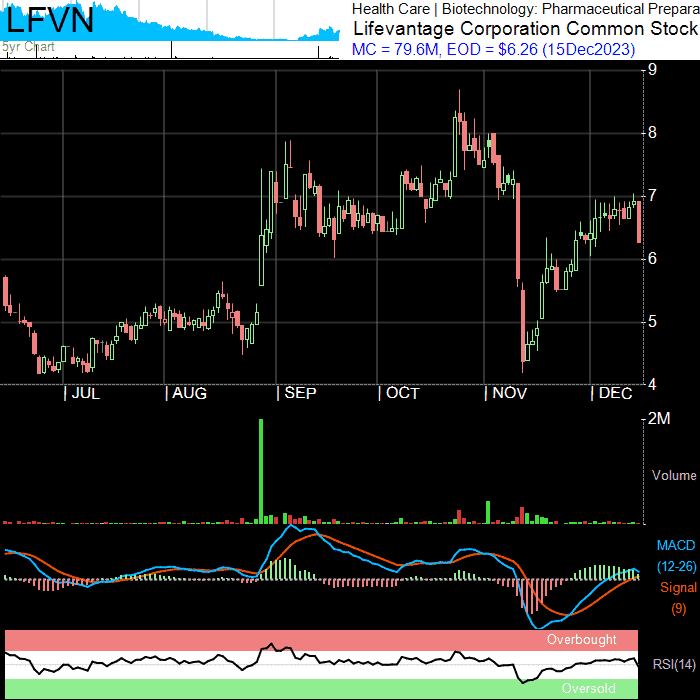 LFVN
5yr Chart
Health Care | Biotechnology: Pharmaceutical Prepara
Lifevantage Corporation Common Stock
MC = 79.6M, EOD = $6.26 (15Dec2023)
9
8
7
6
5
4
| JUL | AUG | SEP | OCT | NOV | DEC
2M
Volume
MACD
(12-26)
Signal
(9)
Overbought
RSI(14)
Oversold